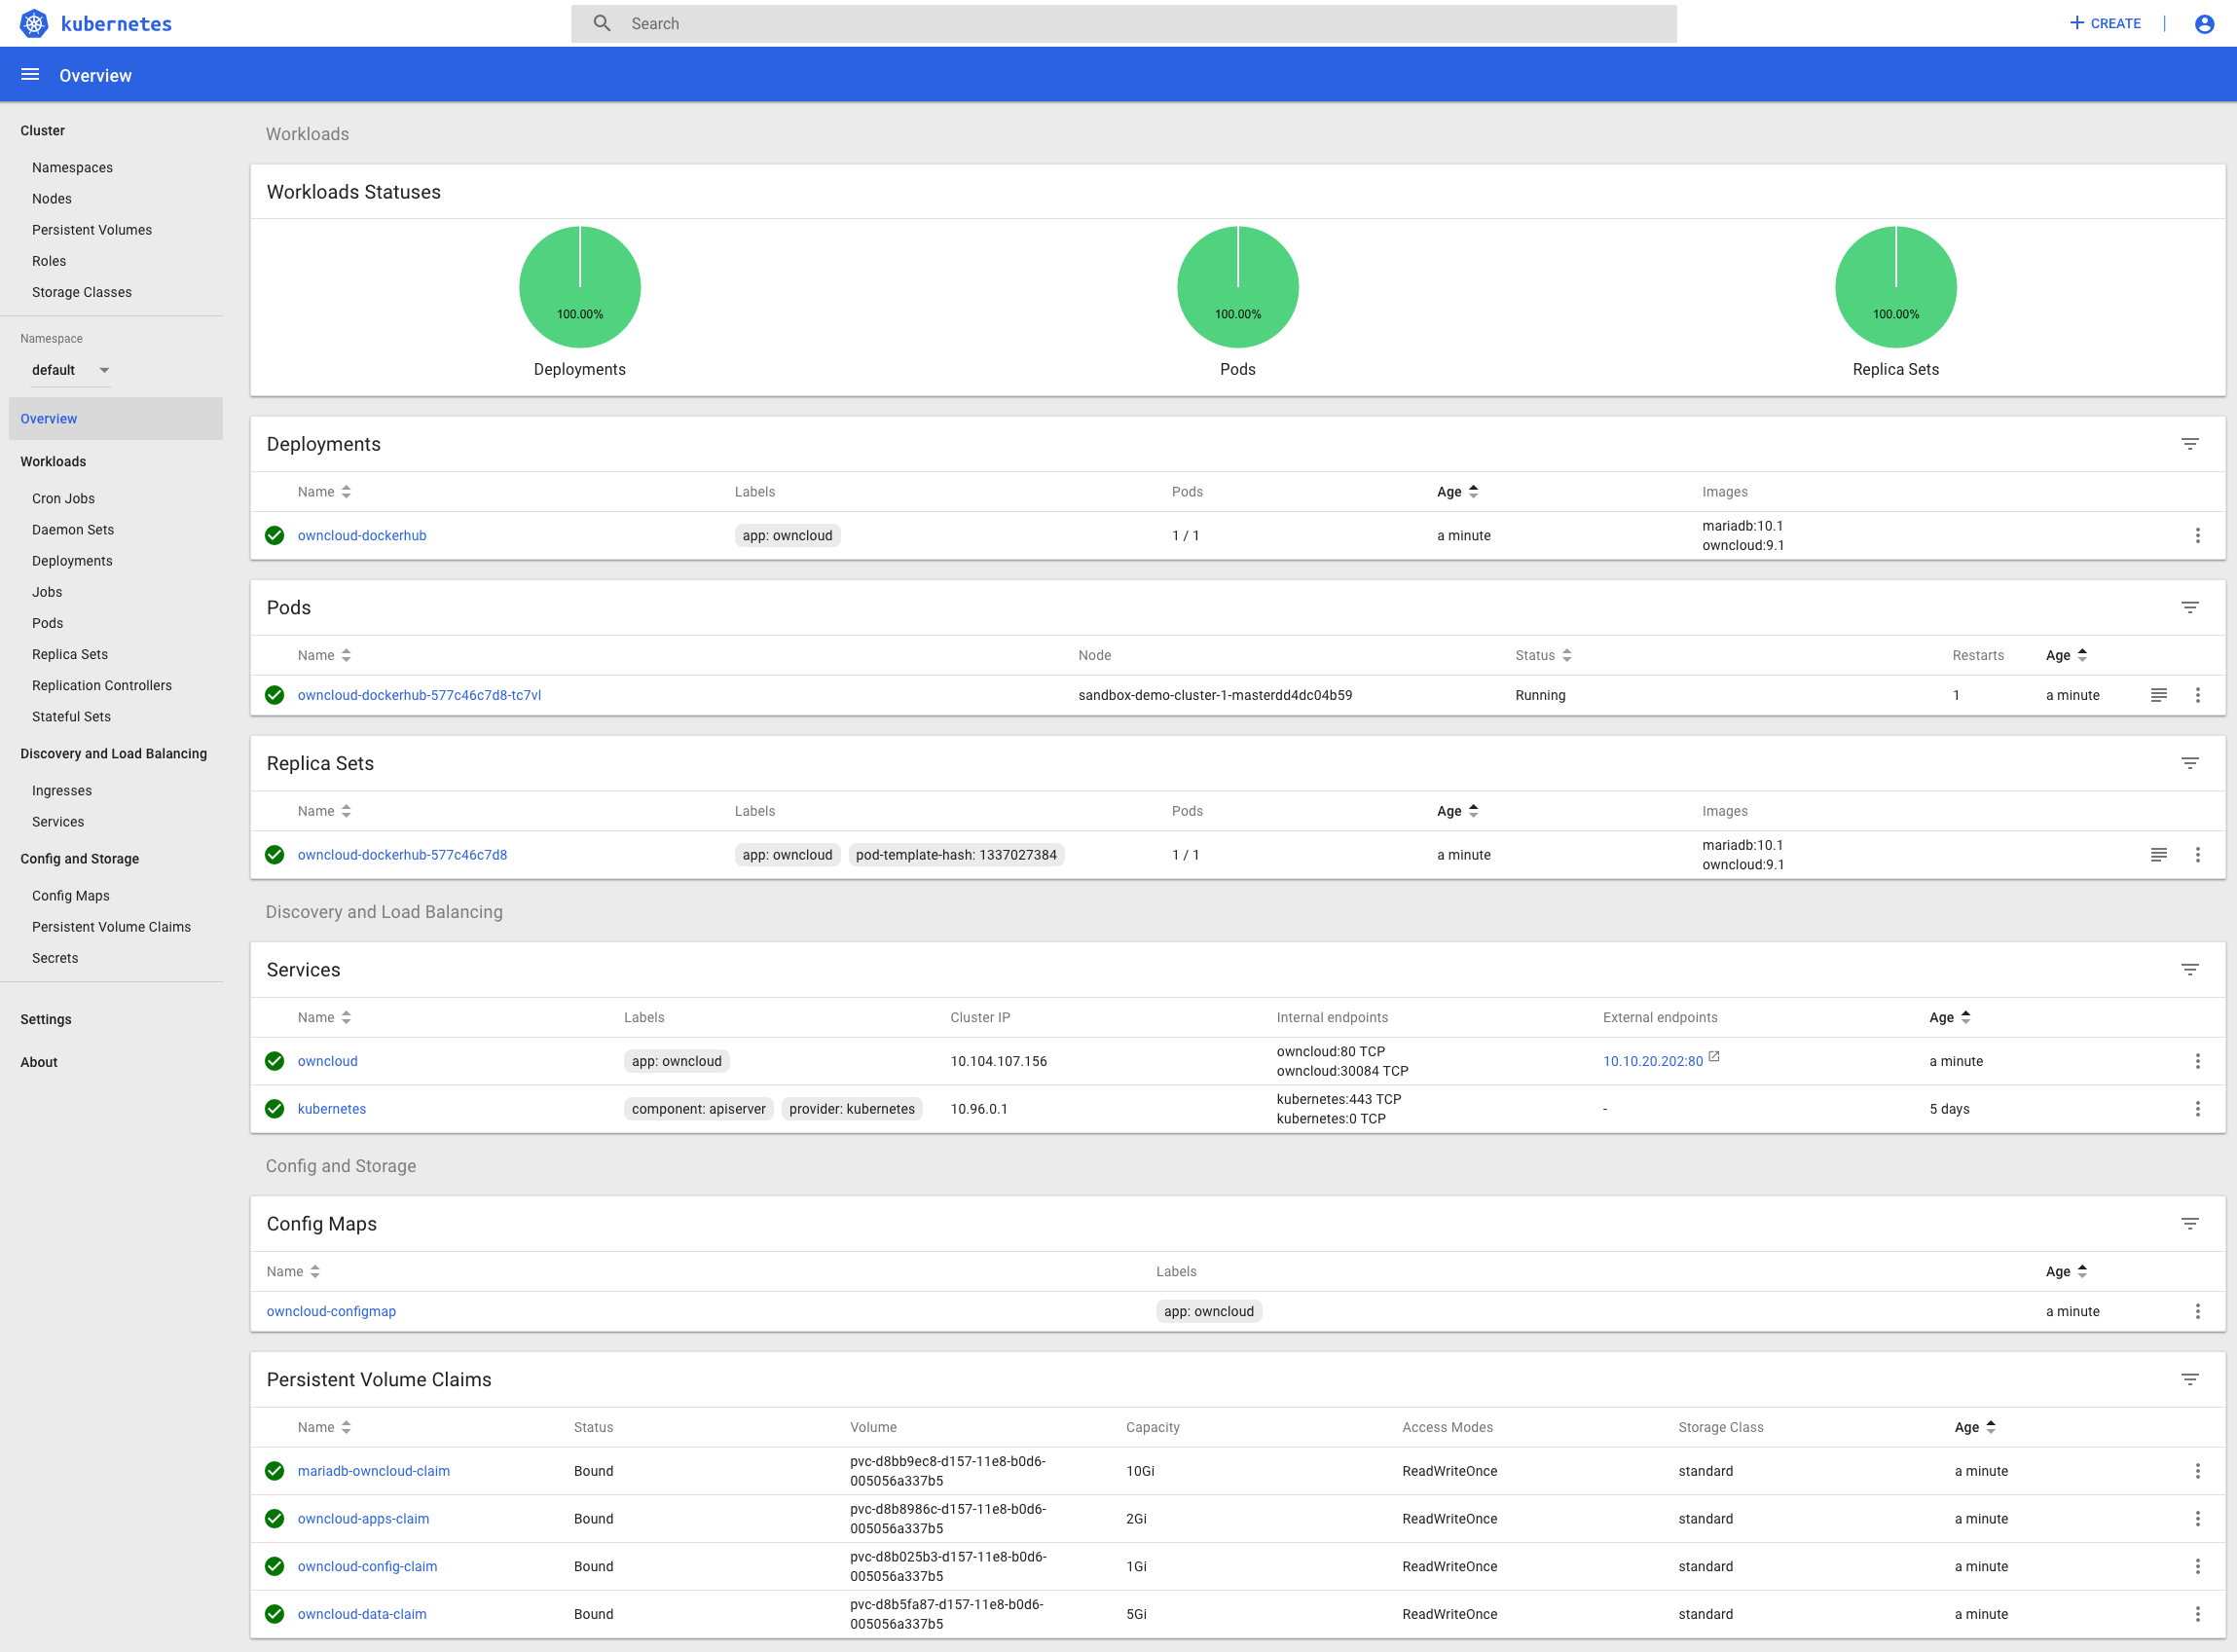 kubernetes
Search
CREATE
Overview
Cluster
Namespaces
Nodes
Persistent Volumes
Roles
Storage Classes
Namespace
default
Overview
Workloads
Cron Jobs
Daemon Sets
Deployments
Jobs
Pods
Replica Sets
Replication Controllers
Stateful Sets
Discovery and Load Balancing
Ingresses
Services
Config and Storage
Config Maps
Persistent Volume Claims
Secrets
Settings
About
Workloads
Workloads Statuses
100.00% 100.00% 100.00%
Deployments Pods Replica Sets
Deployments
Name Labels Pods Age Images
owncloud-dockerhub app: owncloud 1 / 1 a minute mariadb:10.1
owncloud:9.1
Pods
Name Node Status Restarts Age
owncloud-dockerhub-577c46c7d8-tc7vl sandbox-demo-cluster-1-masterdd4dc04b59 Running 1 a minute
Replica Sets
Name Labels Pods Age Images
owncloud-dockerhub-577c46c7d8 app: owncloud pod-template-hash: 1337027384 1 / 1 a minute mariadb:10.1
owncloud:9.1
Discovery and Load Balancing
Services
Name Labels Cluster IP Internal endpoints External endpoints Age
owncloud app: owncloud 10.104.107.156 owncloud:80 TCP 10.10.20.202:80 a minute
owncloud:30084 TCP
kubernetes component: apiserver provider: kubernetes 10.96.0.1 kubernetes:443 TCP - 5 days
kubernetes:0 TCP
Config and Storage
Config Maps
Name Labels Age
owncloud-configmap app: owncloud a minute
Persistent Volume Claims
Name Status Volume Capacity Access Modes Storage Class Age
mariadb-owncloud-claim Bound pvc-d8bb9ec8-d157-11e8-b0d6- 10Gi ReadWriteOnce standard a minute
005056a337b5
owncloud-apps-claim Bound pvc-d8b8986c-d157-11e8-b0d6- 2Gi ReadWriteOnce standard a minute
005056a337b5
owncloud-config-claim Bound pvc-d8b025b3-d157-11e8-b0d6- 1Gi ReadWriteOnce standard a minute
005056a337b5
owncloud-data-claim Bound pvc-d8b5fa87-d157-11e8-b0d6- 5Gi ReadWriteOnce standard a minute
005056a337b5